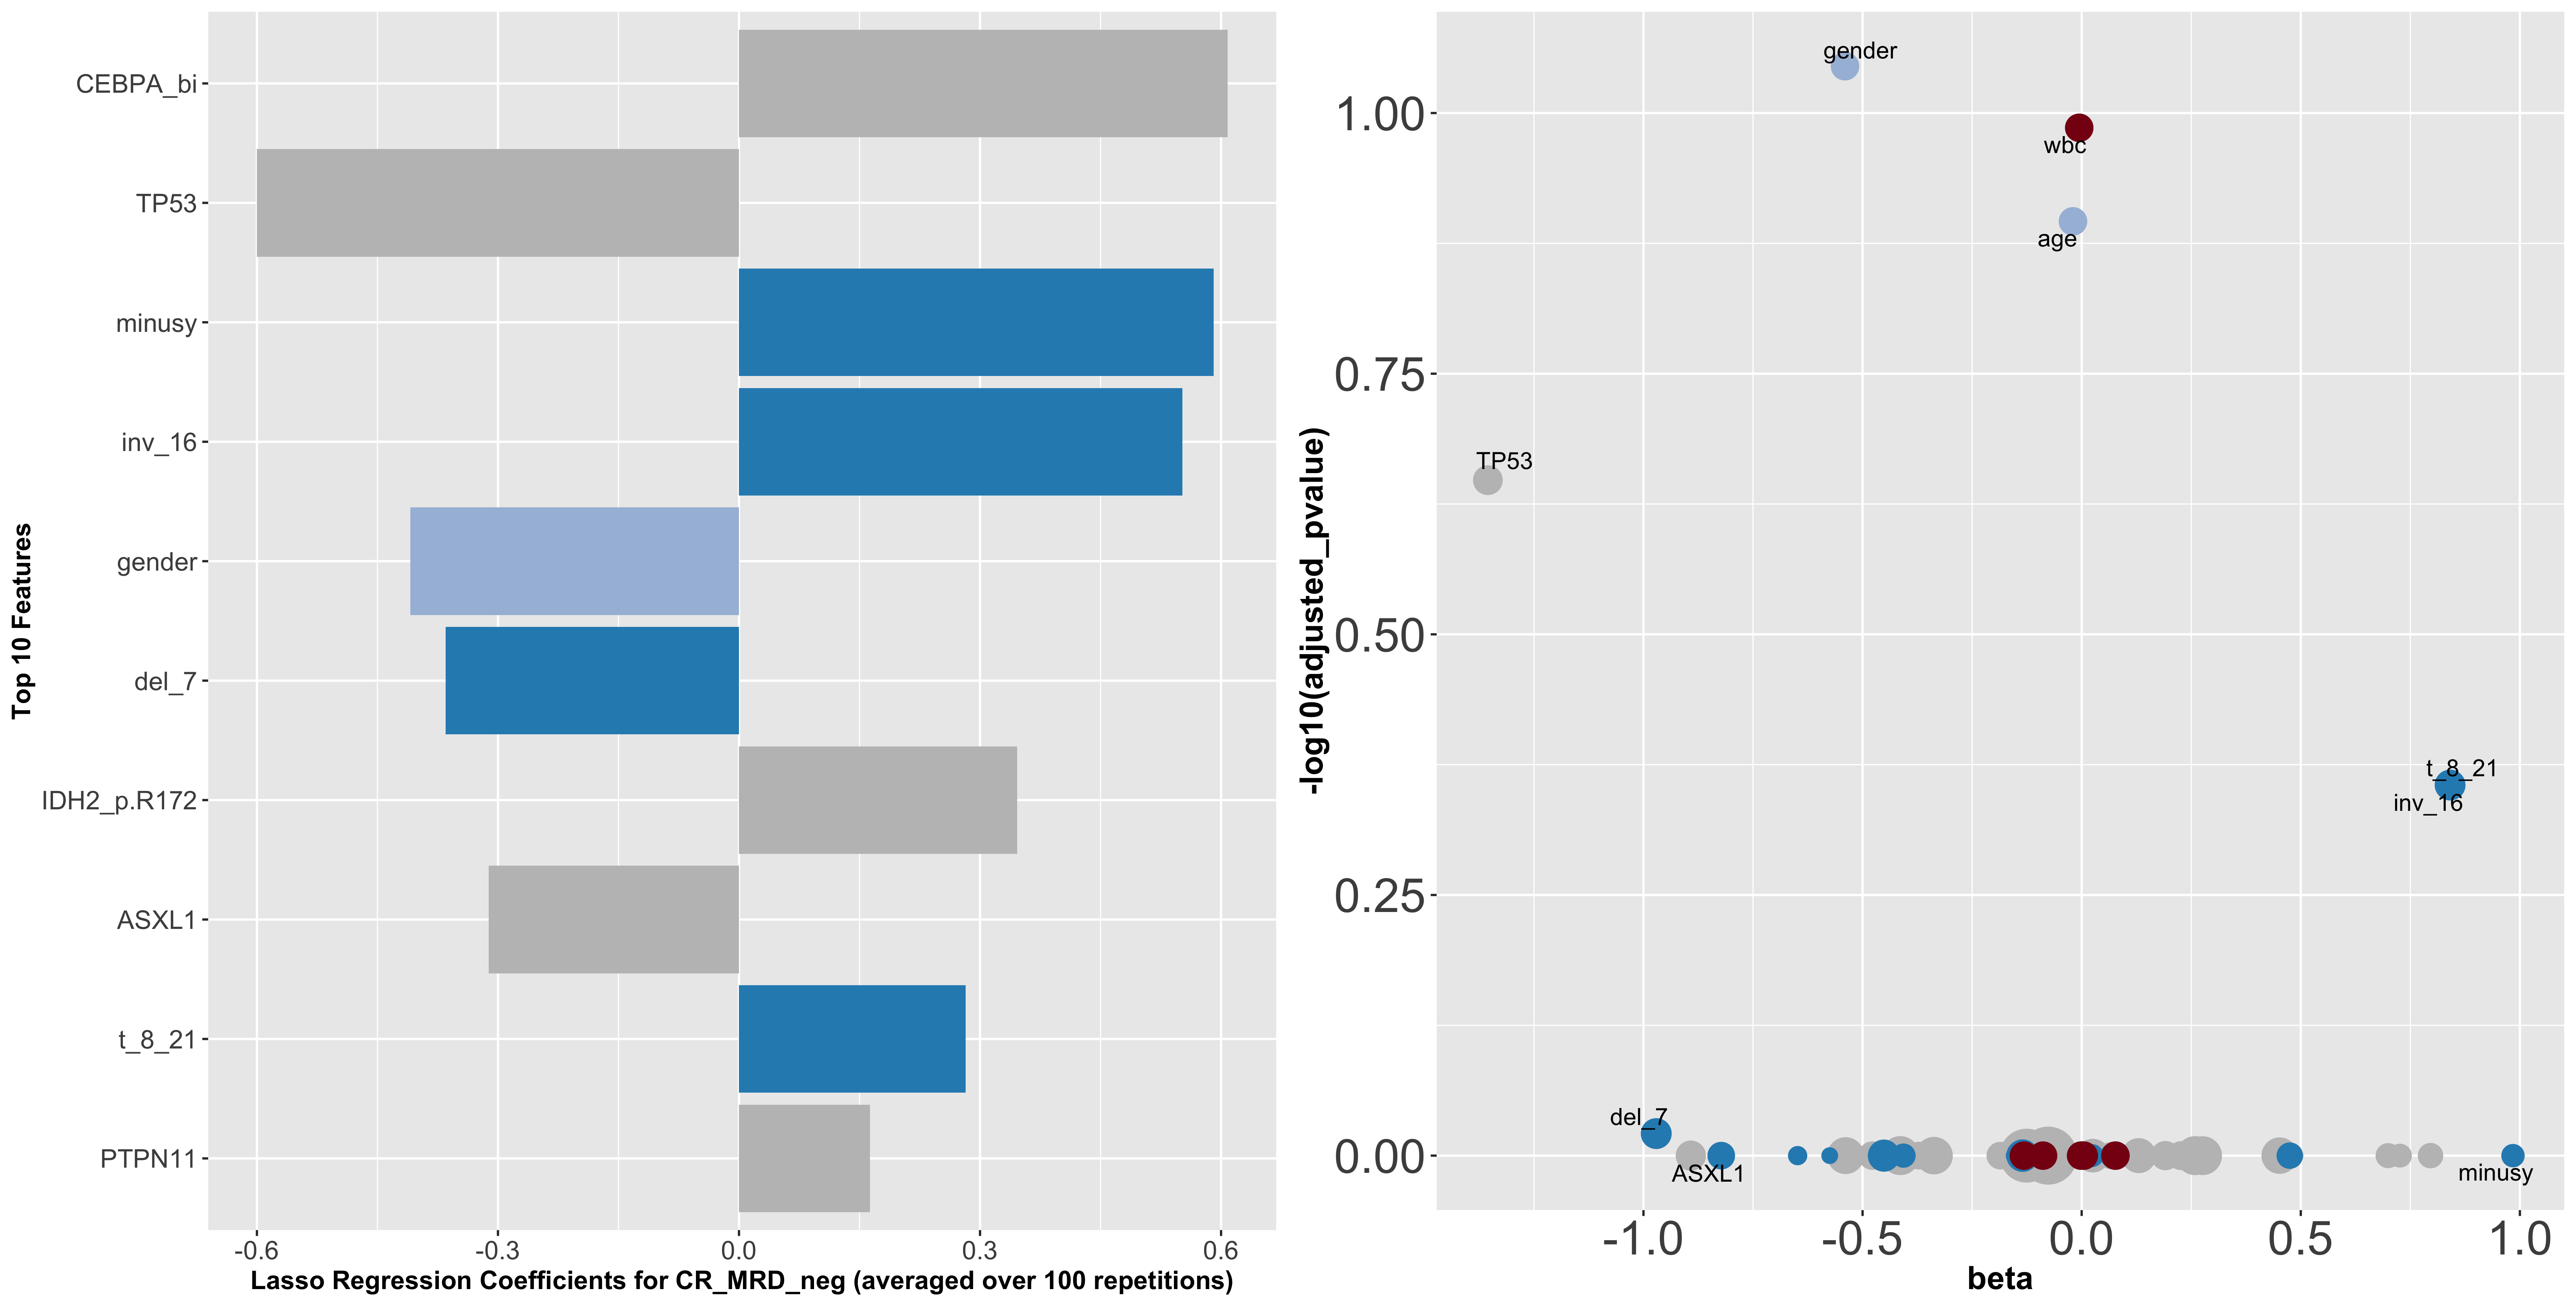 Top 10 Features
CEBPA_bi
TP53
minusy
inv_16
gender
del_7
IDH2_p.R172
ASXL1
t_8_21
PTPN11
-0.6 -0.3 0.0 0.3 0.6
Lasso Regression Coefficients for CR_MRD_neg (averaged over 100 repetitions)
-log10(adjusted_pvalue)
1.00
0.75
0.50
0.25
0.00
gender
wbc
age
TP53
t_8_21
inv_16
del_7
ASXL1
minusy
-1.0 -0.5 0.0 0.5 1.0
beta